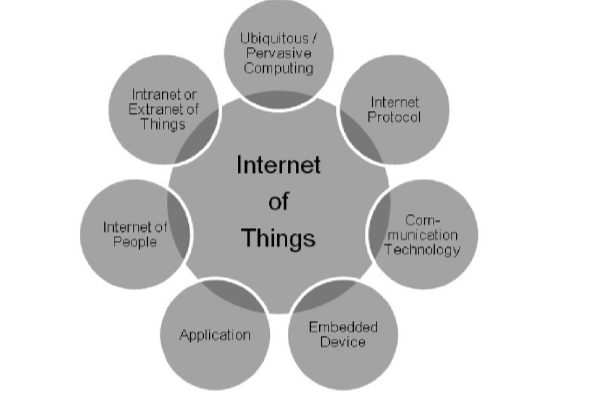 Ubiquitous /
Pervasive
Computing
Internet
Protocol
Com-
munication
Technology
Embedded
Device
Application
Internet of
People
Intranet or
Extranet of
Things
Internet
of
Things